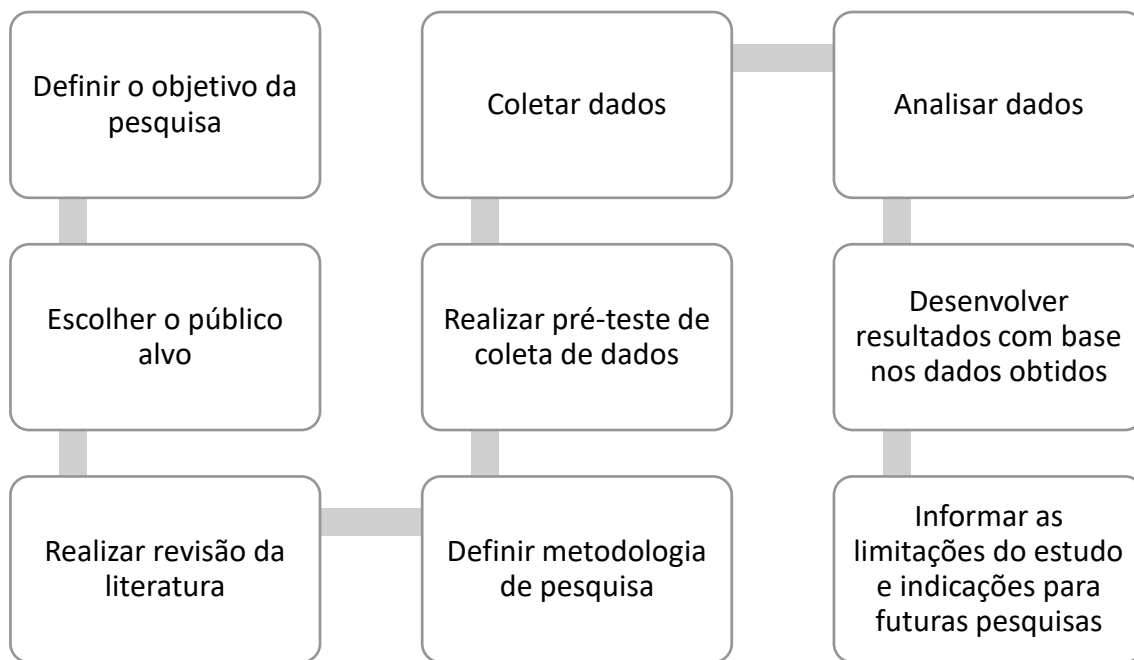 Definir o objetivo da
pesquisa
Escolher o público
alvo
Realizar revisão da
literatura
Definir metodologia
de pesquisa
Realizar pré-teste de
coleta de dados
Coletar dados
Analisar dados
Desenvolver
resultados com base
nos dados obtidos
Informar as
limitações do estudo
e indicações para
futuras pesquisas